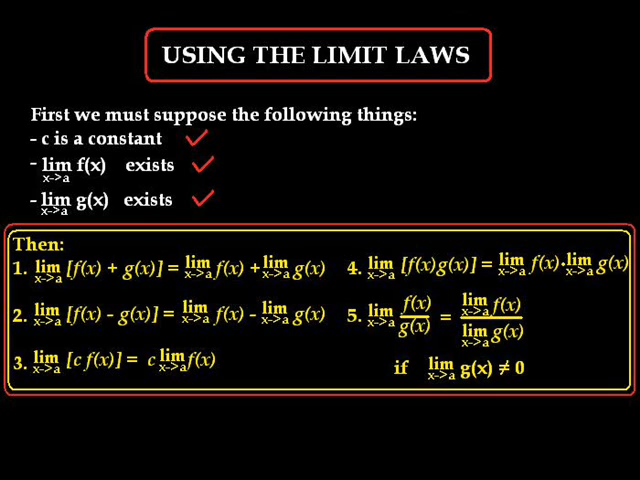 USING THE LIMIT LAWS
First we must suppose the following things:
- c is a constant ✓
- lim x->a f(x) exists ✓
- lim x->a g(x) exists ✓
Then:
1. lim x->a [f(x) + g(x)] = lim x->a f(x) + lim x->a g(x)
2. lim x->a [f(x) - g(x)] = lim x->a f(x) - lim x->a g(x)
3. lim x->a [c f(x)] = c lim x->a f(x)
4. lim x->a [f(x)g(x)] = lim x->a f(x) · lim x->a g(x)
5. lim x->a f(x)/g(x) = lim x->a f(x) / lim x->a g(x)
if lim x->a g(x) ≠ 0